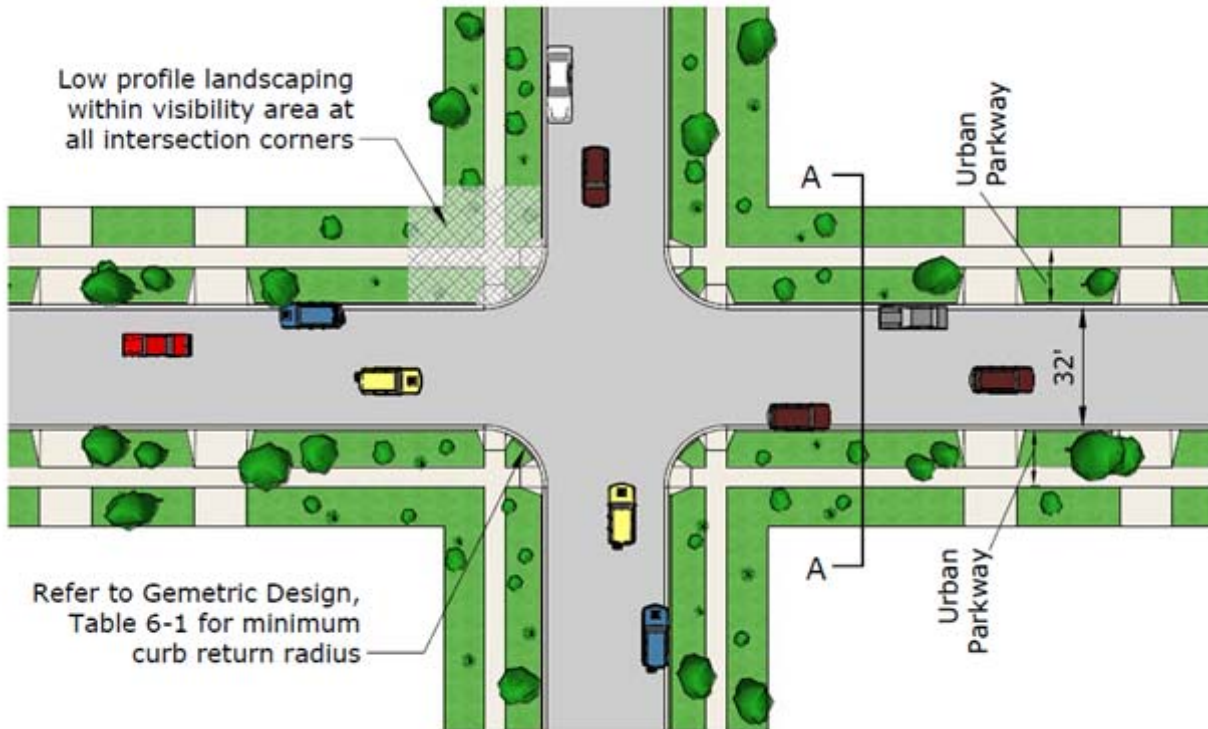 Low profile landscaping
within visibility area at
all intersection corners
A
Urban
Parkway
32'
A
Urban
Parkway
Refer to Gemetric Design,
Table 6-1 for minimum
curb return radius